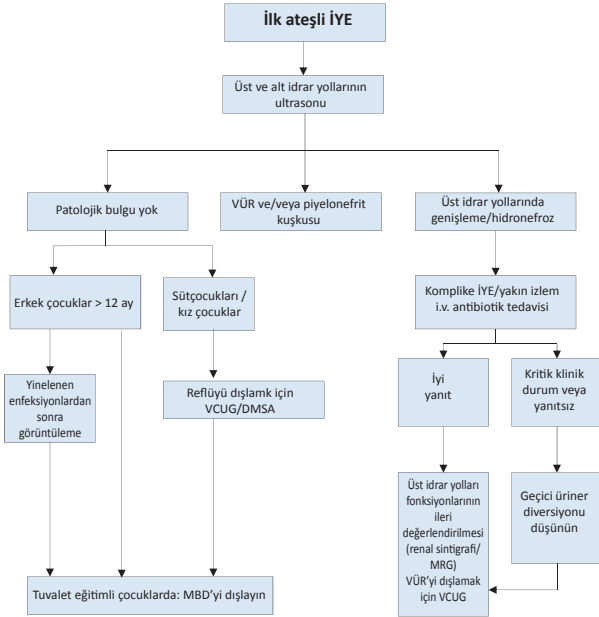 İlk ateşli İYE
Üst ve alt idrar yollarının
ultrasonu
Patolojik bulgu yok
VÜR ve/veya piyelonefrit
kuşkusu
Üst idrar yollarında
genişleme/hidronefroz
Erkek çocuklar > 12 ay
Sütçocukları /
kız çocuklar
Komplike İYE/yakın izlem
i.v. antibiotik tedavisi
Yinelenen
enfeksiyonlardan
sonra
görüntüleme
Reflüyü dışlamk için
VCUG/DMSA
İyi
yanıt
Kritik klinik
durum veya
yanıtsız
Üst idrar yolları
fonksiyonlarının
ileri
değerlendirilmesi
(renal sintigrafi/
MRG)
VÜR'yi dışlamak
için VCUG
Geçici üriner
diversiyonu
düşünün
Tuvalet eğitimli çocuklarda: MBD'yi dışlayın